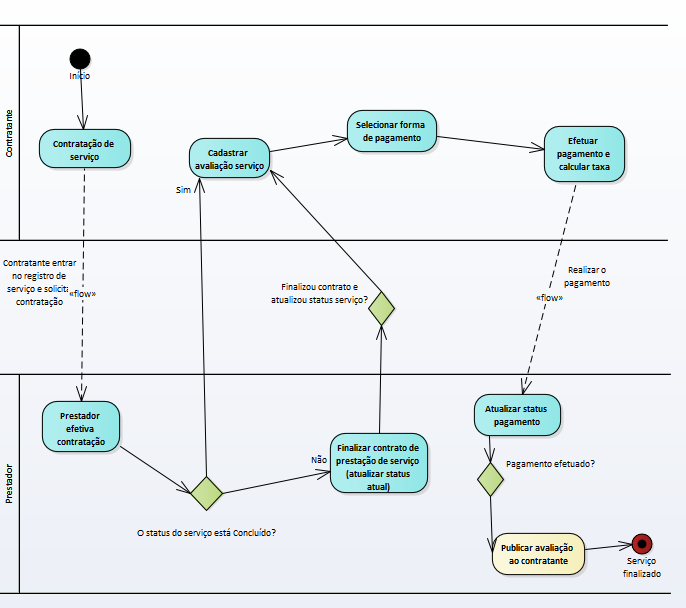 Contratante
Início
Contratação de
serviço
Cadastrar
avaliação serviço
Selecionar forma
de pagamento
Efetuar
pagamento e
calcular taxa
Sim
Contratante entrar
no registro de
serviço e solicita
contratação
«flow»
Finalizou contrato e
atualizou status serviço?
Realizar o
pagamento
«flow»
Prestador
Prestador
efetiva
contratação
O status do serviço está Concluído?
Não
Finalizar contrato de
prestação de serviço
(atualizar status
atual)
Atualizar status
pagamento
Pagamento efetuado?
Publicar avaliação
ao contratante
Serviço
finalizado